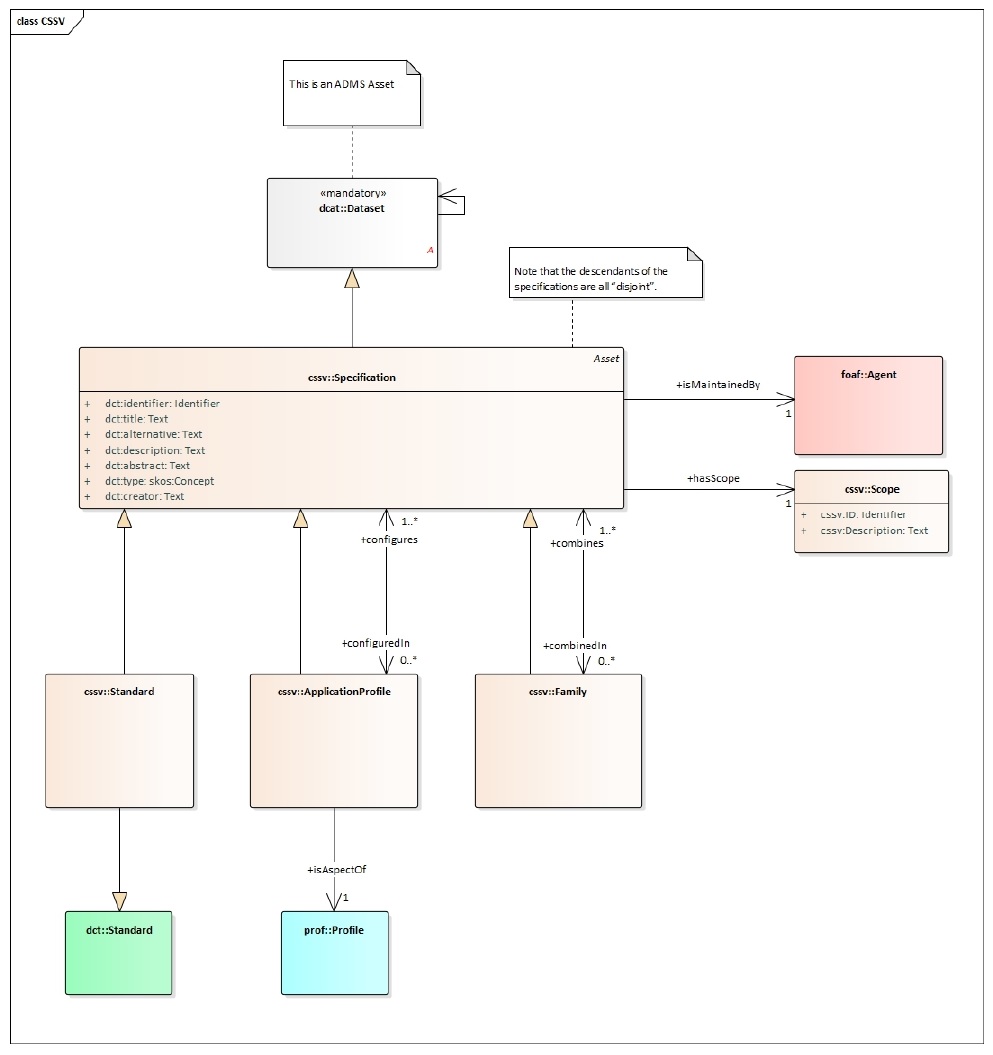 class CSSV
This is an ADMS Asset
«mandatory»
dcat::Dataset
A
Note that the descendants of the
specifications are all "disjoint".
Asset
cssv::Specification
+ dct:identifier: Identifier
+ dct:title: Text
+ dct:alternative: Text
+ dct:description: Text
+ dct:abstract: Text
+ dct:type: skos:Concept
+ dct:creator: Text
+isMaintainedBy
1
foaf::Agent
+hasScope
1
cssv::Scope
+ cssv:ID: Identifier
+ cssv:Description: Text
1..*
+configures
1..*
+combines
+configuredIn
0..*
+combinedIn
0..*
cssv::Standard
cssv::ApplicationProfile
cssv::Family
+isAspectOf
1
dct::Standard
prof::Profile